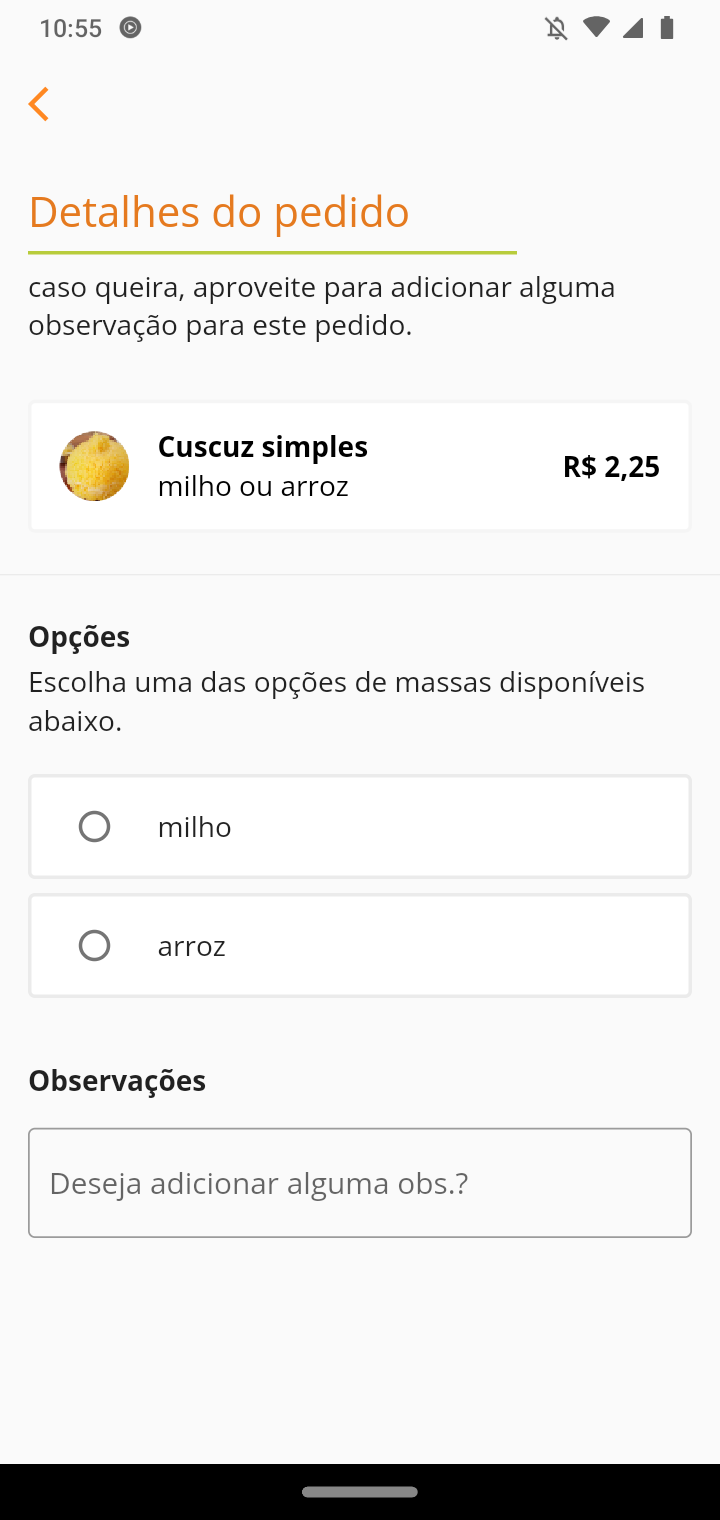 10:55
Detalhes do pedido
caso queira, aproveite para adicionar alguma
observação para este pedido.
Cuscuz simples
milho ou arroz
R$ 2,25
Opções
Escolha uma das opções de massas disponíveis
abaixo.
milho
arroz
Observações
Deseja adicionar alguma obs.?